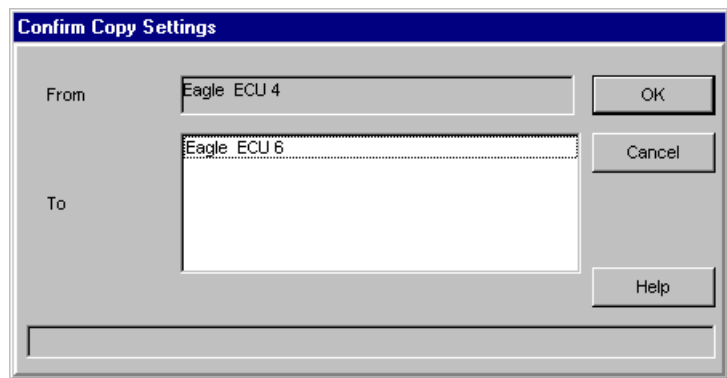 Confirm Copy Settings
From
Eagle ECU 4
OK
Eagle ECU 6
Cancel
To
Help